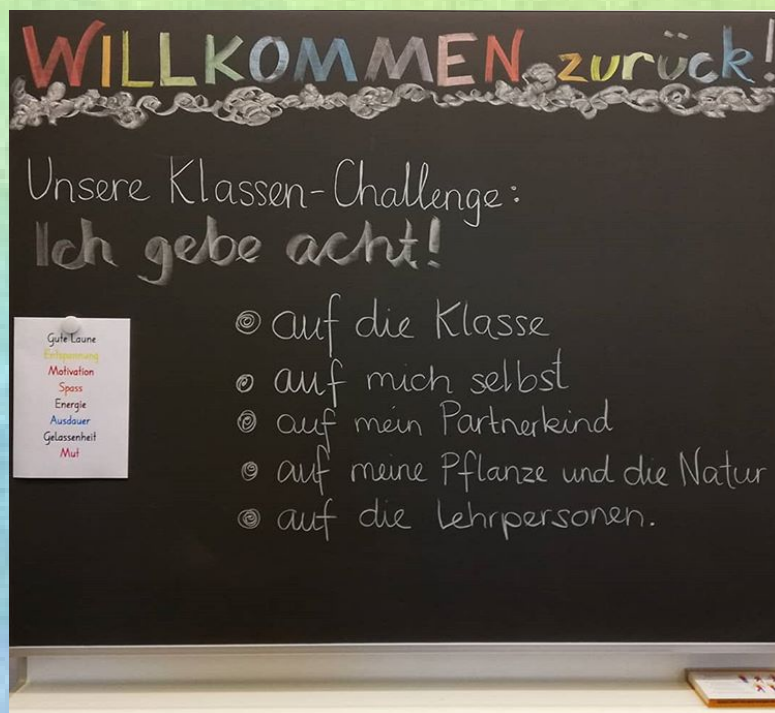 WILLKOMMEN zurück!
Unsere Klassen-Challenge:
Ich gebe acht!
auf die Klasse
auf mich selbst
auf mein Partnerkind
auf meine Pflanze und die Natur
auf die Lehrpersonen.
Gute Laune
Entspannung
Motivation
Spass
Energie
Ausdauer
Gelassenheit
Mut